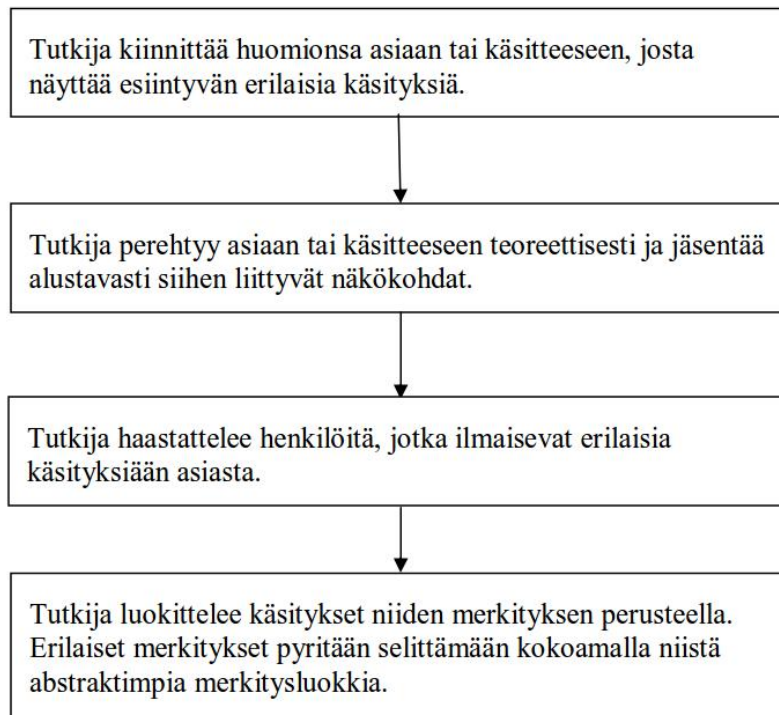 Tutkija kiinnittää huomionsa asiaan tai käsitteeseen, josta
näyttää esiintyvän erilaisia käsityksiä.
Tutkija perehtyy asiaan tai käsitteeseen teoreettisesti ja jäsentää
alustavasti siihen liittyvät näkökohdat.
Tutkija haastattelee henkilöitä, jotka ilmaisevat erilaisia
käsityksiään asiasta.
Tutkija luokittelee käsitykset niiden merkityksen perusteella.
Erilaiset merkitykset pyritään selittämään kokoamalla niistä
abstraktimpia merkitysluokkia.